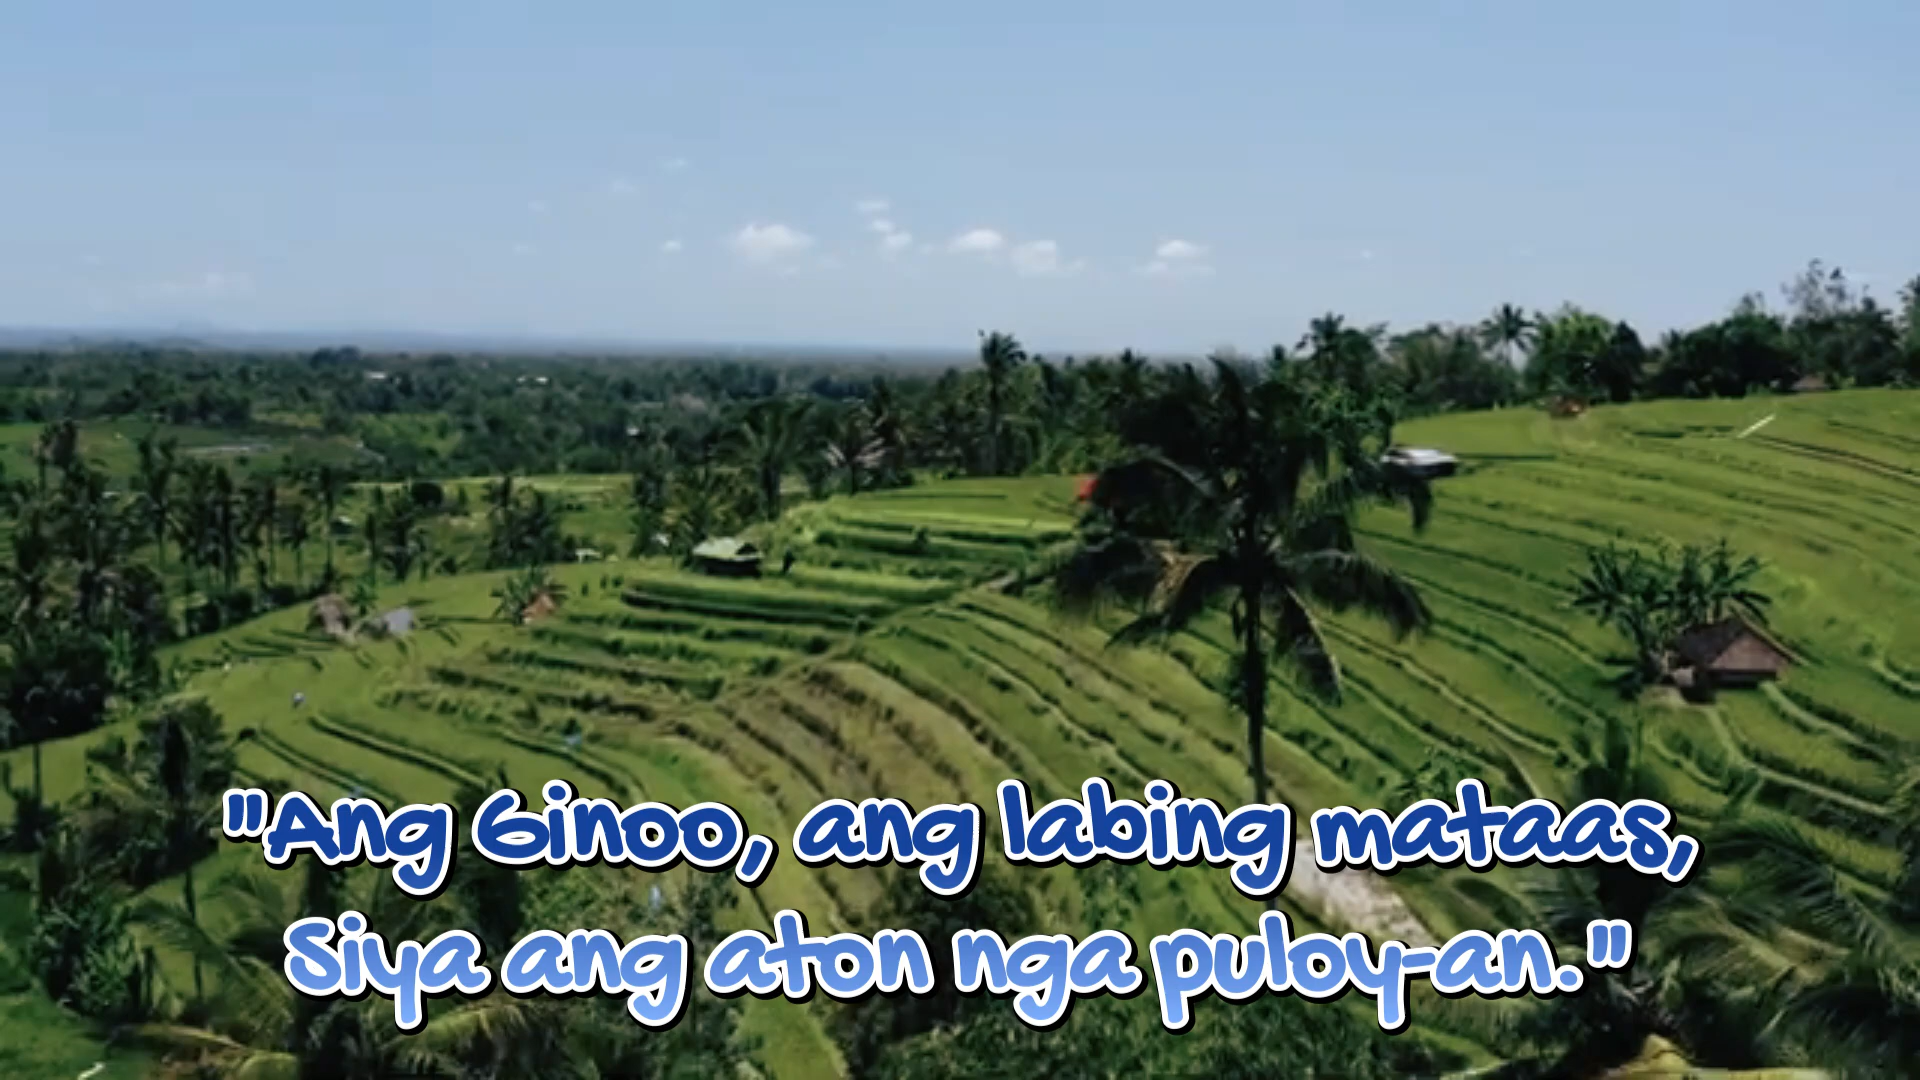 "Ang Ginoo, ang labing mataas,
Siya ang aton nga puloy-an."